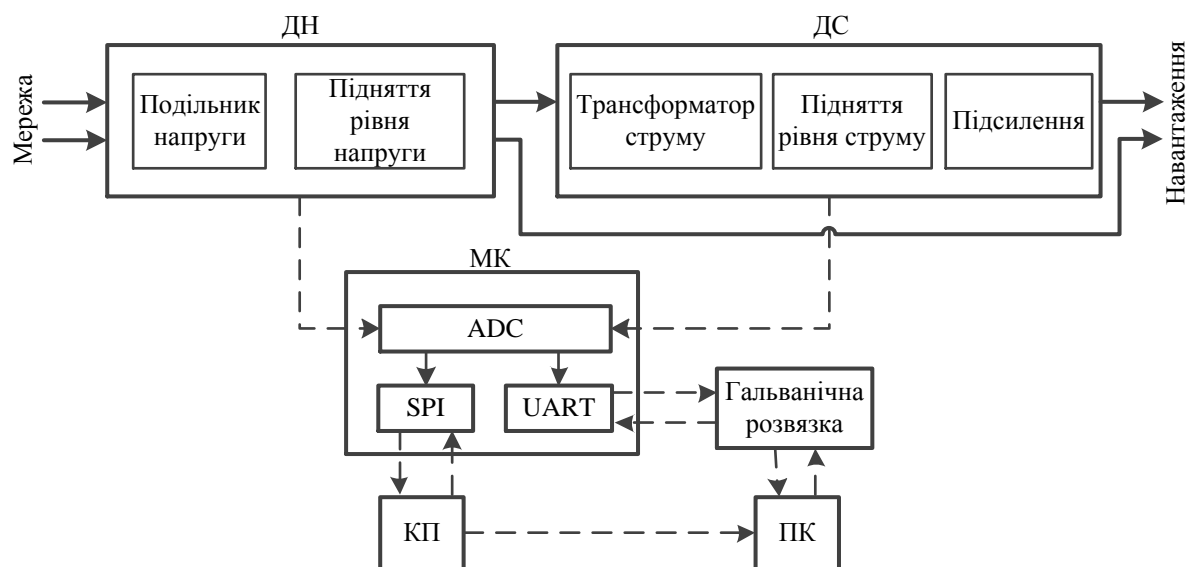 ДН
ДС
Мережа
Подільник
напруги
Підняття
рівня
напруги
Трансформатор
струму
Підняття
рівня струму
Підсилення
Навантаження
МК
ADC
SPI
UART
Гальванічна
розвязка
КП
ПК